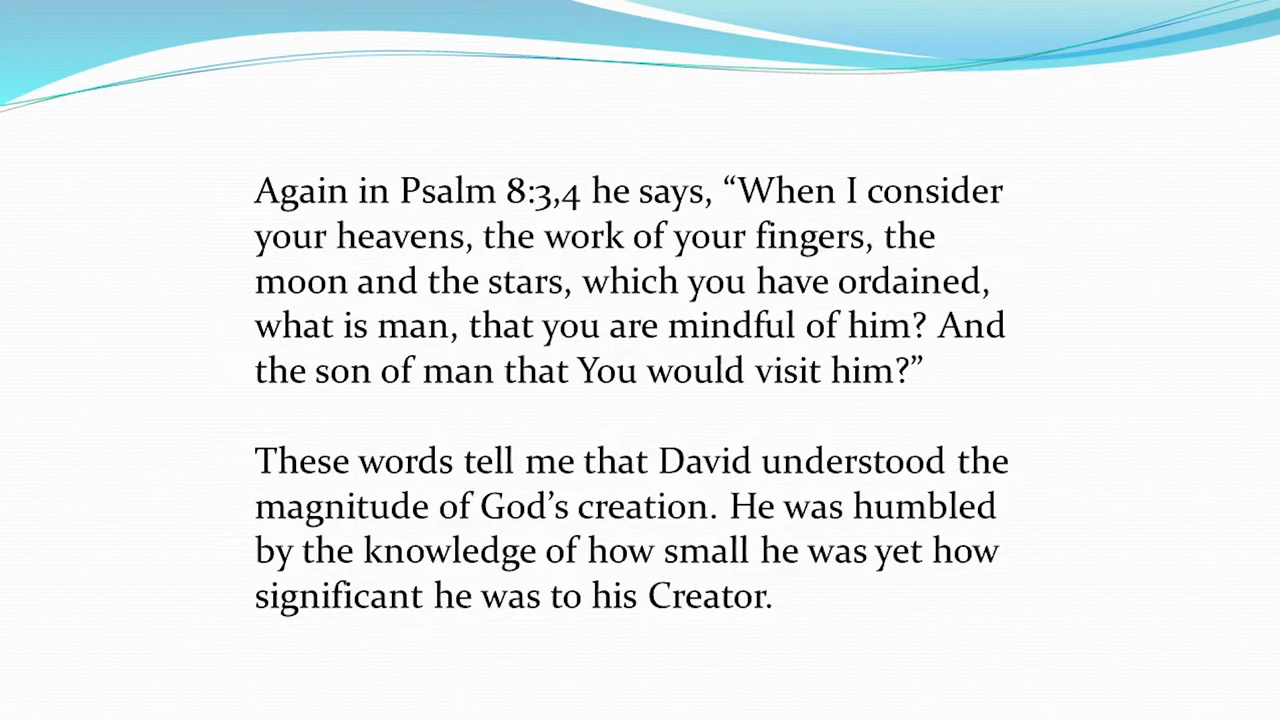 Again in Psalm 8:3,4 he says, “When I consider
your heavens, the work of your fingers, the
moon and the stars, which you have ordained,
what is man, that you are mindful of him? And
the son of man that You would visit him?”
These words tell me that David understood the
magnitude of God’s creation. He was humbled
by the knowledge of how small he was yet how
significant he was to his Creator.